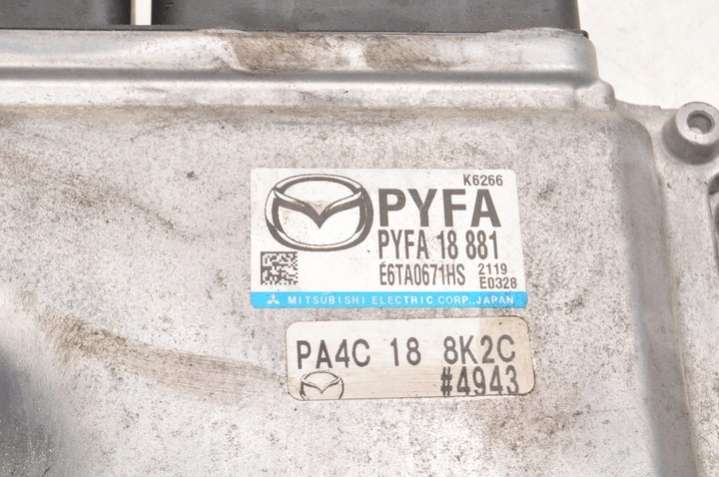 K6266
PYFA
PYFA 18 881
E6TA0671HS 2119
E0328
MITSUBISHI ELECTRIC CORP., JAPAN
PA4C 18 8K2C
#4943